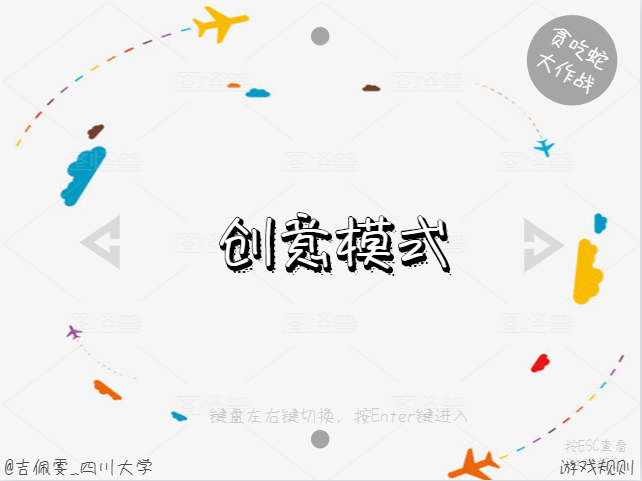 贪吃蛇
大作战
创意模式
键盘左右键切换，按Enter键进入
按ESC查看
@吉佩雯_四川大学
游戏规则